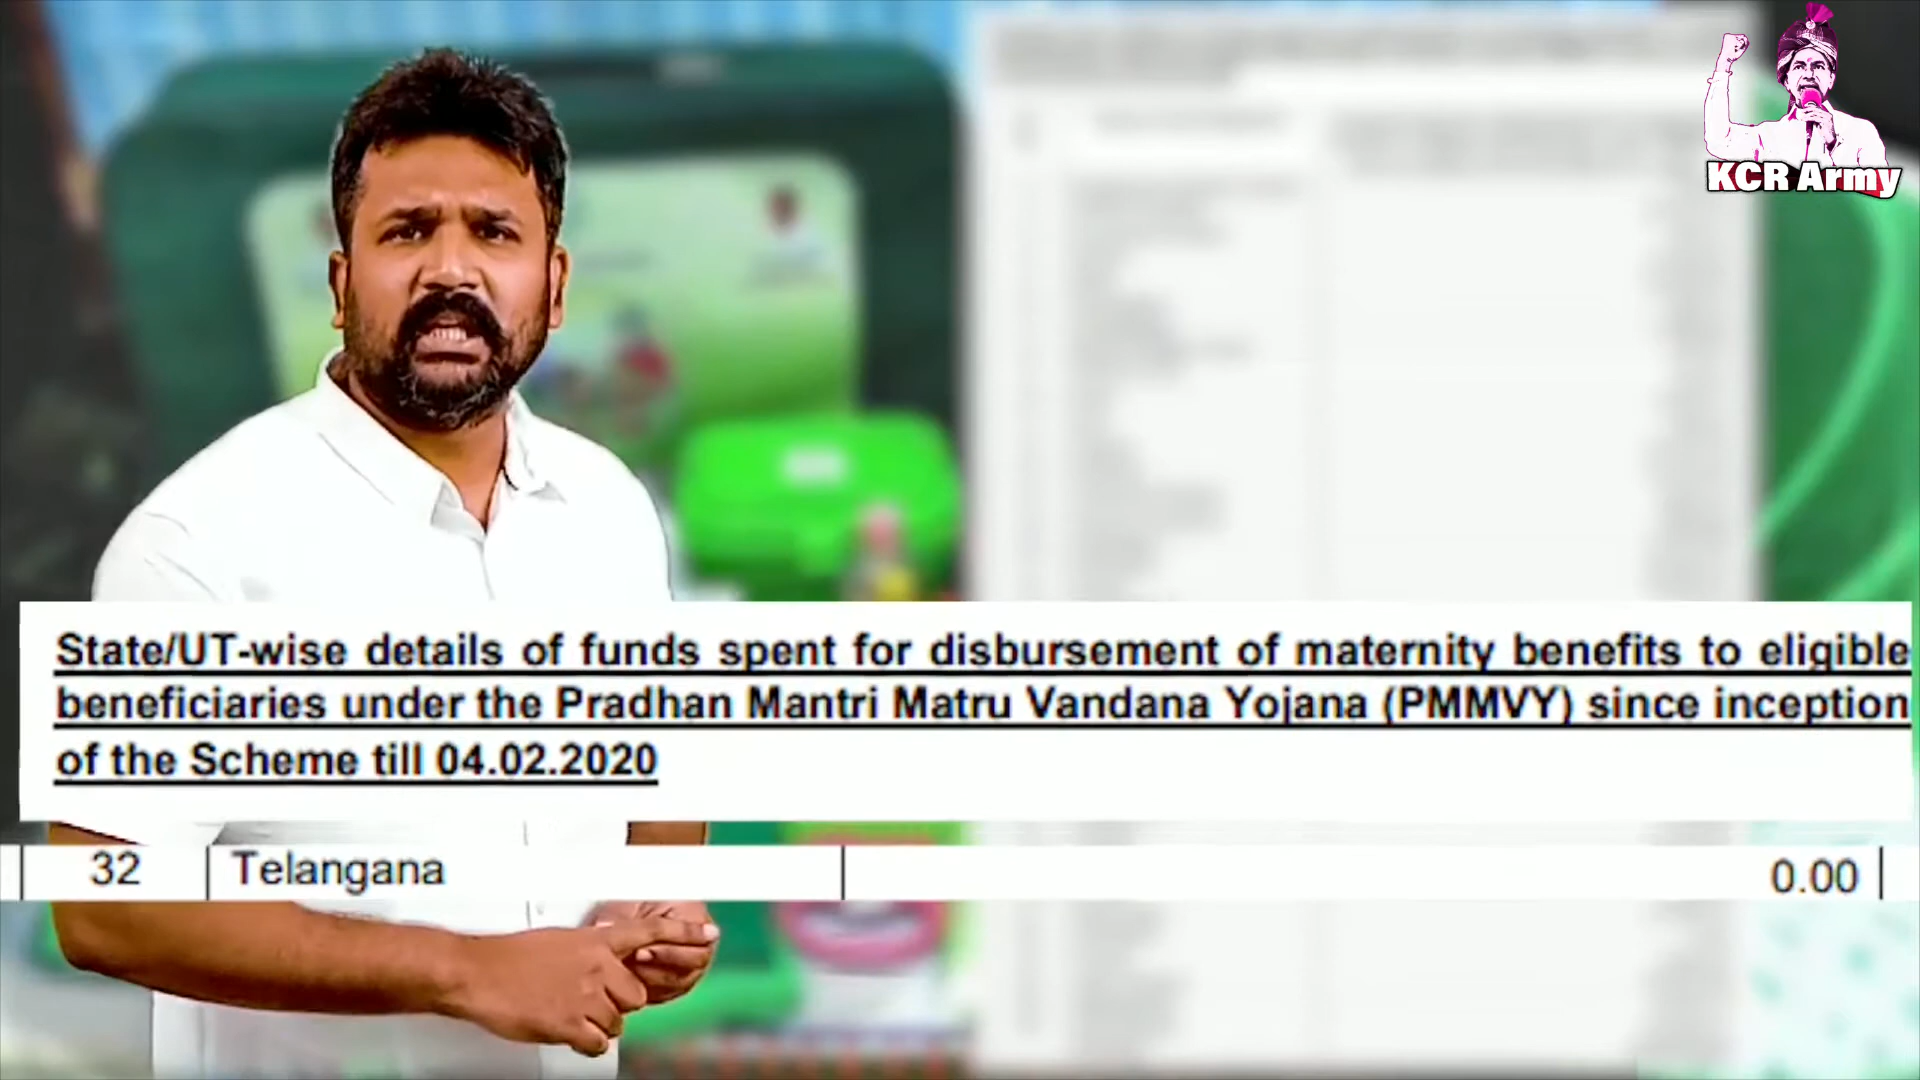 KCR Army
State/UT-wise details of funds spent for disbursement of maternity benefits to eligible
beneficiaries under the Pradhan Mantri Matru Vandana Yojana (PMMVY) since inception
of the Scheme till 04.02.2020
32 Telangana 0.00